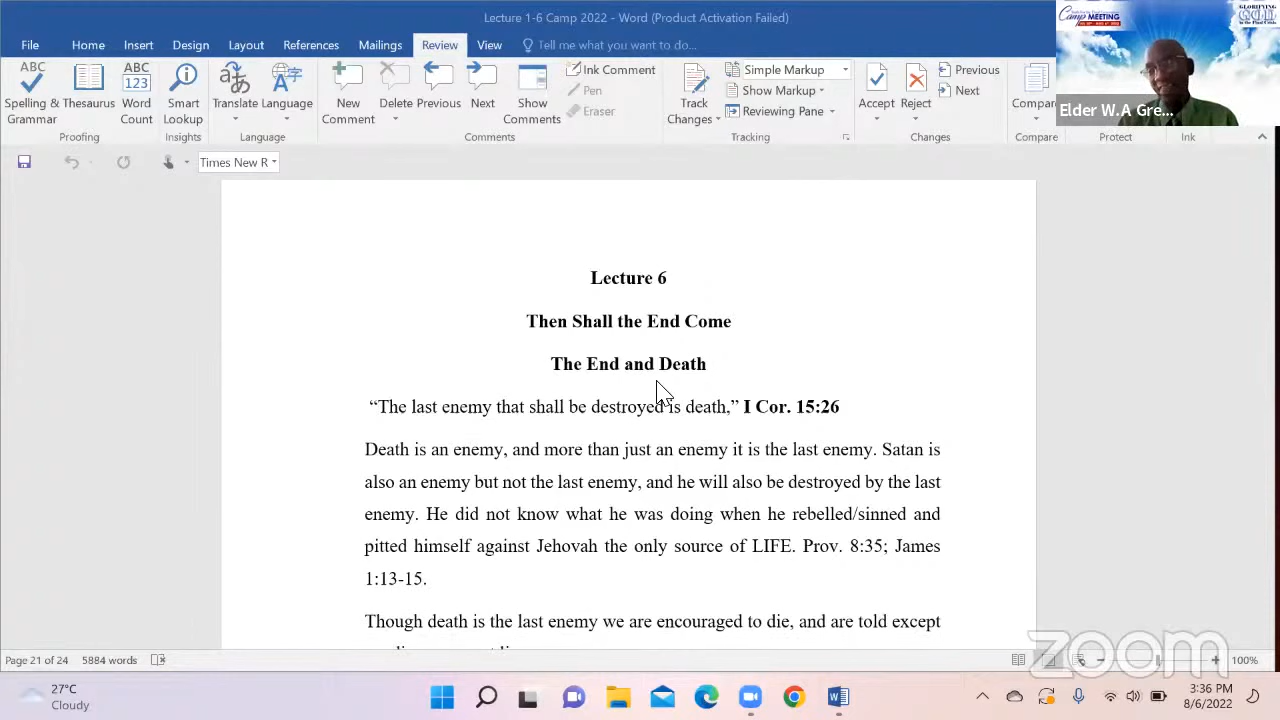 Lecture 1-6 Camp 2022 - Word (Product Activation Failed)
File Home Insert Design Layout References Mailings Review View Tell me what you want to do...
ABC Spelling & Grammar
Thesaurus
ABC 123 Word Count
Smart Lookup
Translate
Language
New Comment
Delete
Previous
Next
Show Comments
Ink Comment
Pen
Eraser
Track Changes
Simple Markup
Show Markup
Reviewing Pane
Accept
Reject
Previous
Next
Proofing Insights Language Comments Tracking Changes Compare Protect Ink
Camp MEETING
Elder W.A Gre...
Times New R
Lecture 6
Then Shall the End Come
The End and Death
“The last enemy that shall be destroyed is death,” I Cor. 15:26
Death is an enemy, and more than just an enemy it is the last enemy. Satan is
also an enemy but not the last enemy, and he will also be destroyed by the last
enemy. He did not know what he was doing when he rebelled/sinned and
pitted himself against Jehovah the only source of LIFE. Prov. 8:35; James
1:13-15.
Though death is the last enemy we are encouraged to die, and are told except
zoom
Page 21 of 24 5884 words 100%
27°C
Cloudy
3:36 PM
8/6/2022